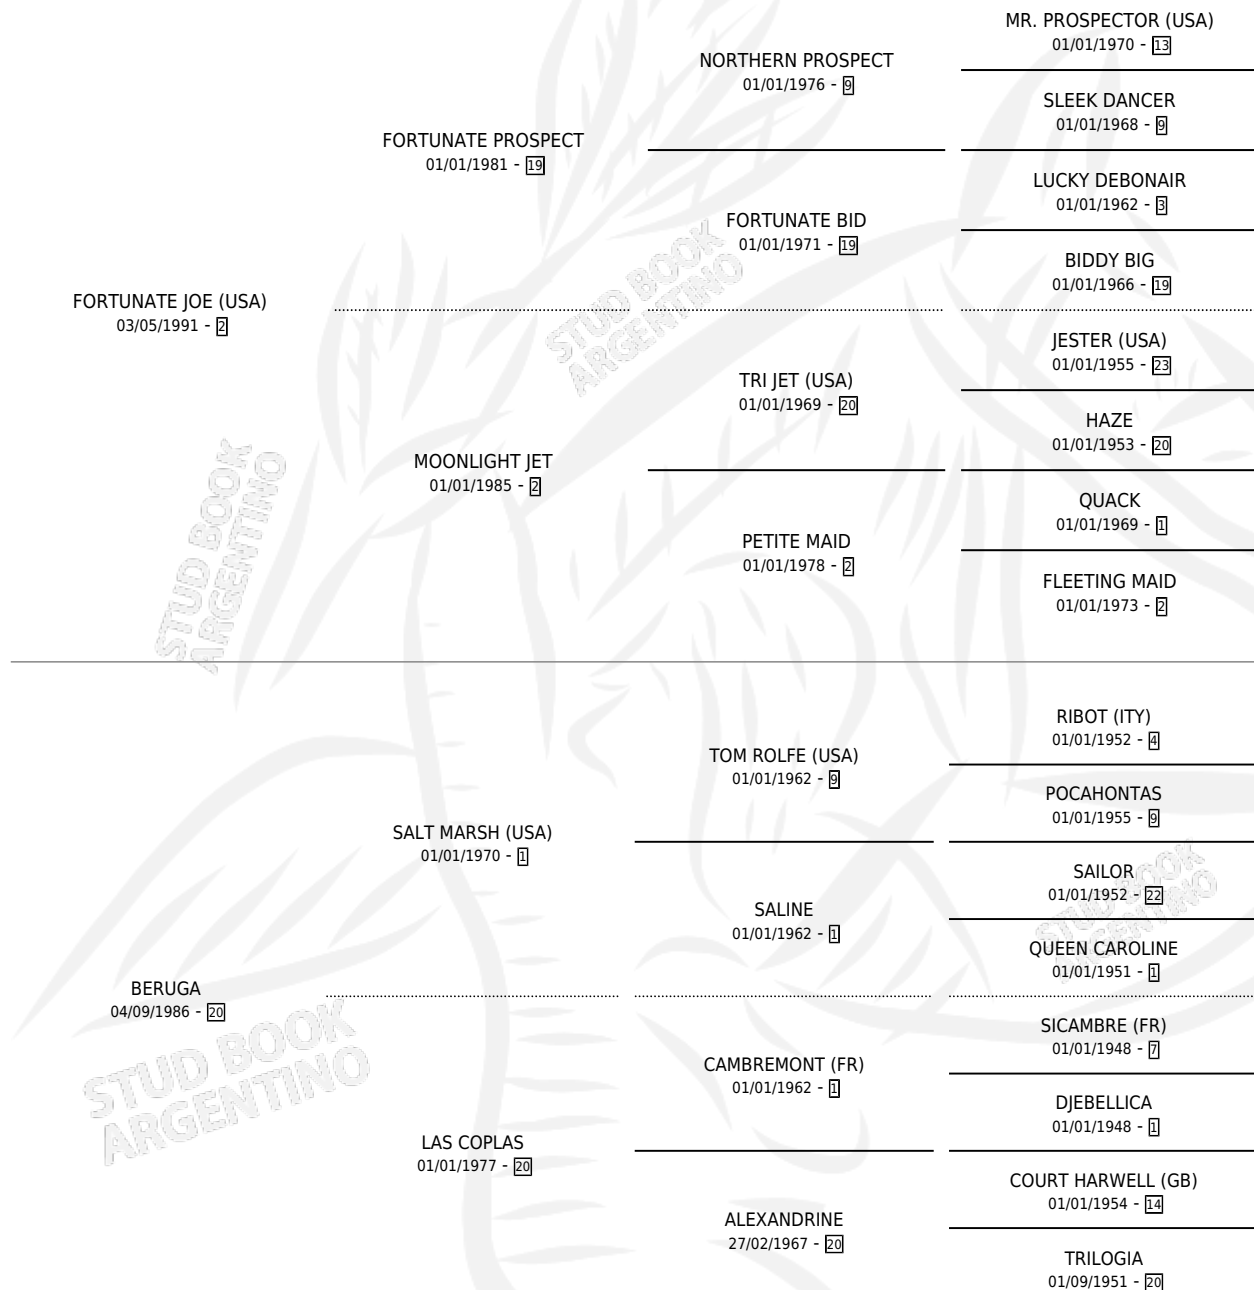 MR. PROSPECTOR (USA)
01/01/1970 - 13
NORTHERN PROSPECT
01/01/1976 - 9
SLEEK DANCER
01/01/1968 - 9
FORTUNATE PROSPECT
01/01/1981 - 19
LUCKY DEBONAIR
01/01/1962 - 3
FORTUNATE BID
01/01/1971 - 19
BIDDY BIG
01/01/1966 - 19
FORTUNATE JOE (USA)
03/05/1991 - 2
STUD BOOK
ARGENTINO
JESTER (USA)
01/01/1955 - 23
TRI JET (USA)
01/01/1969 - 20
HAZE
01/01/1953 - 20
MOONLIGHT JET
01/01/1985 - 2
QUACK
01/01/1969 - 1
PETITE MAID
01/01/1978 - 2
FLEETING MAID
01/01/1973 - 2
STUD BOOK
ARGENTINO
RIBOT (ITY)
01/01/1952 - 4
TOM ROLFE (USA)
01/01/1962 - 9
POCAHONTAS
01/01/1955 - 9
SALT MARSH (USA)
01/01/1970 - 1
SAILOR
01/01/1952 - 22
SALINE
01/01/1962 - 1
QUEEN CAROLINE
01/01/1951 - 1
STUD BOOK
ARGENTINO
BERUGA
04/09/1986 - 20
SICAMBRE (FR)
01/01/1948 - 7
CAMBREMONT (FR)
01/01/1962 - 1
DJEBELLICA
01/01/1948 - 1
STUD BOOK
ARGENTINO
LAS COPLAS
01/01/1977 - 20
COURT HARWELL (GB)
01/01/1954 - 14
ALEXANDRINE
27/02/1967 - 20
TRILOGIA
01/09/1951 - 20